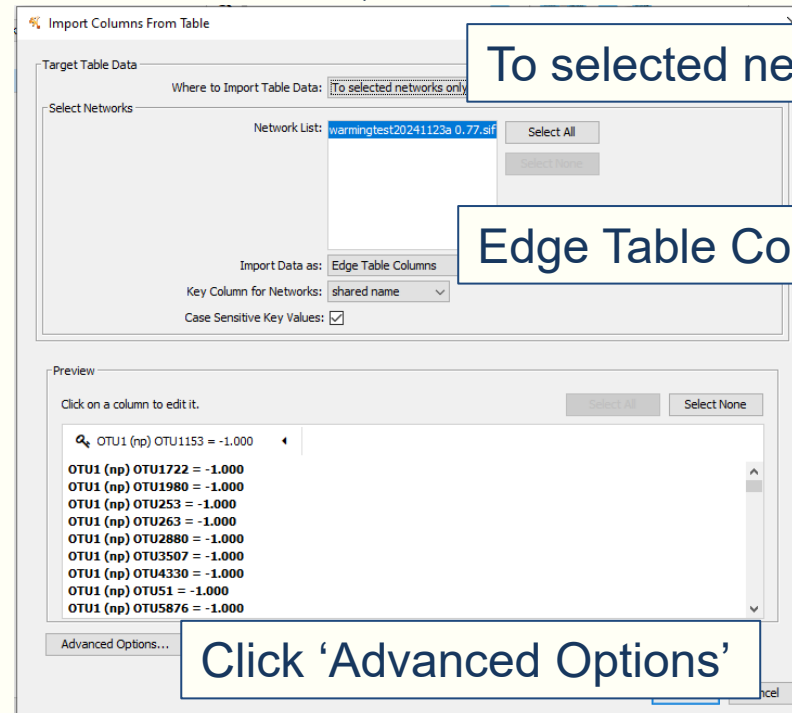 Import Columns From Table
To selected ne
Target Table Data
Where to Import Table Data: To selected networks only
Select Networks
Network List: warmingtest20241123a 0.77.sif Select All
Select None
Edge Table Co
Import Data as: Edge Table Columns
Key Column for Networks: shared name
Case Sensitive Key Values:
Preview
Click on a column to edit it. Select All Select None
OTU1 (np) OTU1153 = -1.000
OTU1 (np) OTU1722 = -1.000
OTU1 (np) OTU1980 = -1.000
OTU1 (np) OTU253 = -1.000
OTU1 (np) OTU263 = -1.000
OTU1 (np) OTU2880 = -1.000
OTU1 (np) OTU3507 = -1.000
OTU1 (np) OTU4330 = -1.000
OTU1 (np) OTU51 = -1.000
OTU1 (np) OTU5876 = -1.000
Advanced Options...
Click ‘Advanced Options’
ncel